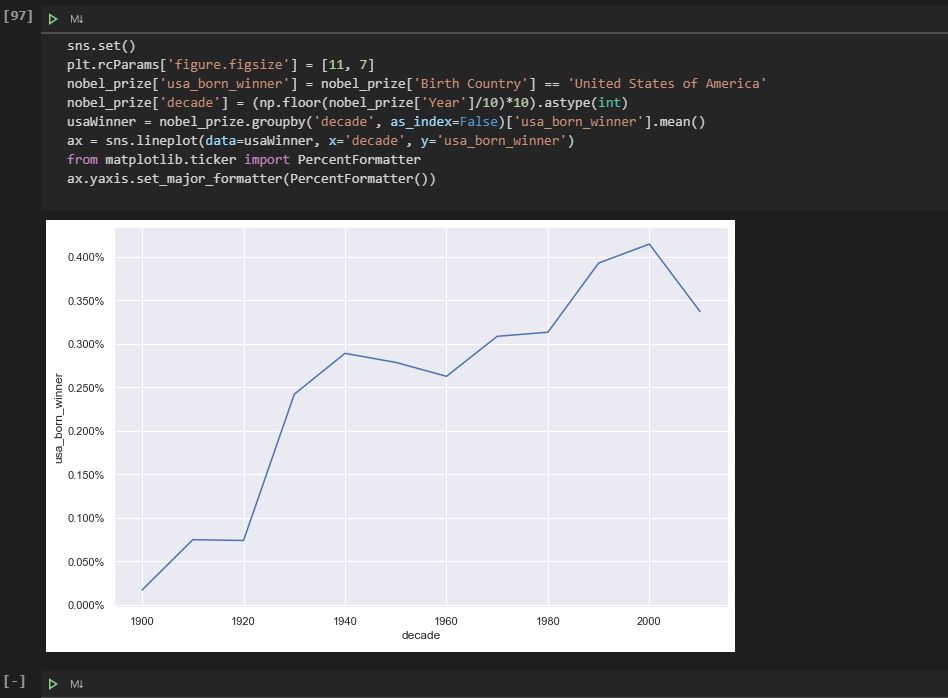 [97]
M↓
sns.set()
plt.rcParams['figure.figsize'] = [11, 7]
nobel_prize['usa_born_winner'] = nobel_prize['Birth Country'] == 'United States of America'
nobel_prize['decade'] = (np.floor(nobel_prize['Year']/10)*10).astype(int)
usaWinner = nobel_prize.groupby('decade', as_index=False)['usa_born_winner'].mean()
ax = sns.lineplot(data=usaWinner, x='decade', y='usa_born_winner')
from matplotlib.ticker import PercentFormatter
ax.yaxis.set_major_formatter(PercentFormatter())
0.400%
0.350%
0.300%
0.250%
0.200%
0.150%
0.100%
0.050%
0.000%
usa_born_winner
1900 1920 1940 1960 1980 2000
decade
[-]
M↓